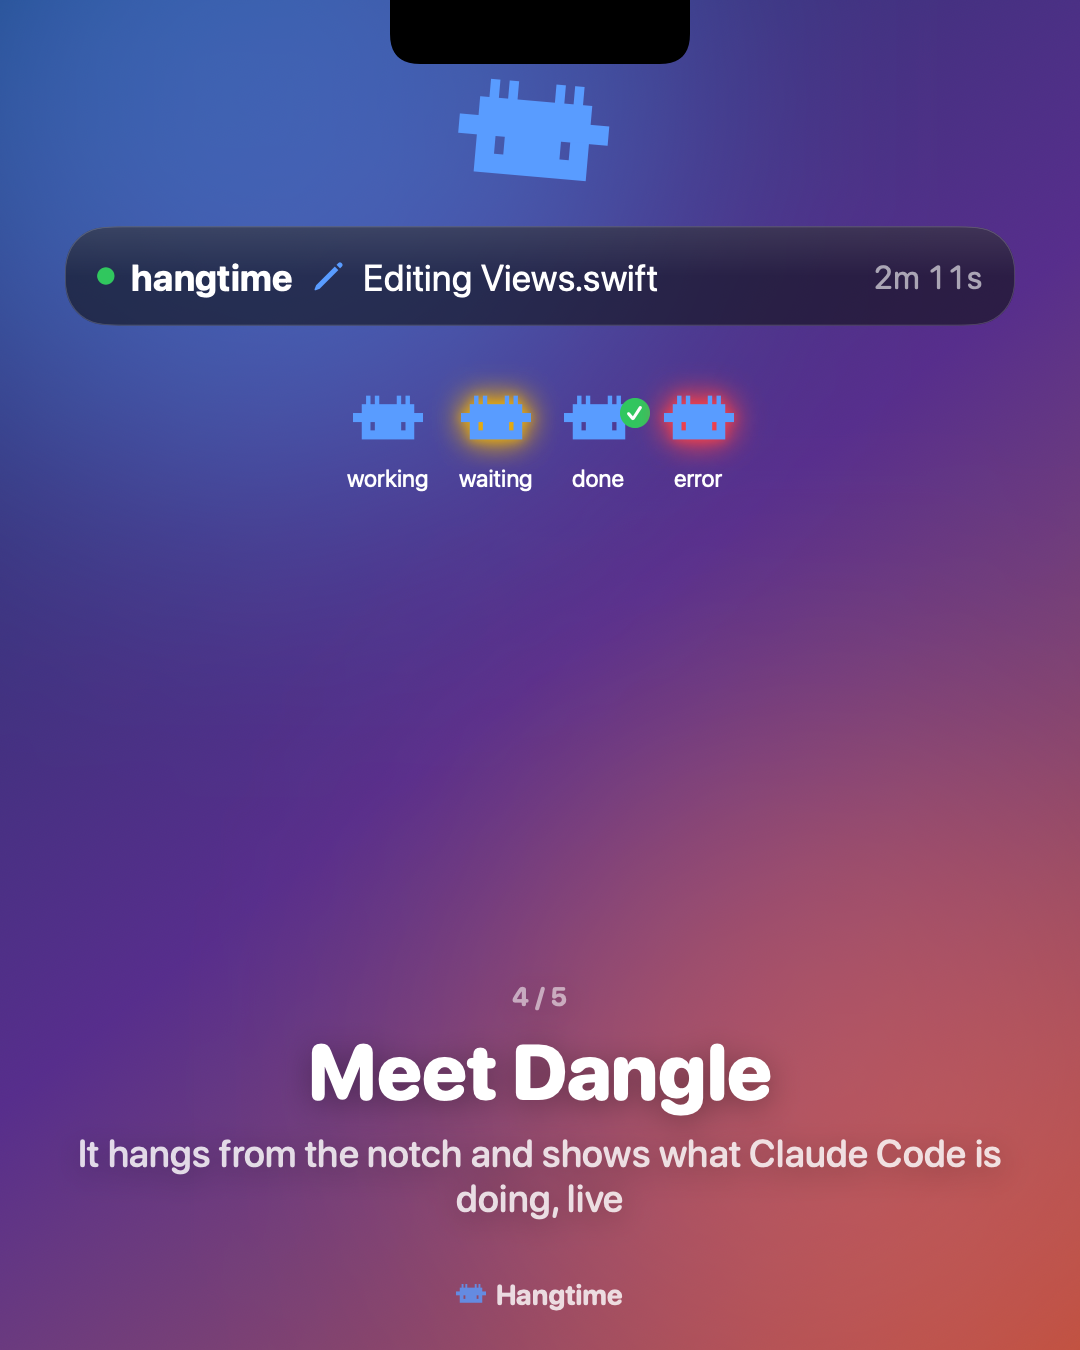 hangtime Editing Views.swift 2m 11s
working waiting done error
4 / 5
Meet Dangle
It hangs from the notch and shows what Claude Code is
doing, live
Hangtime